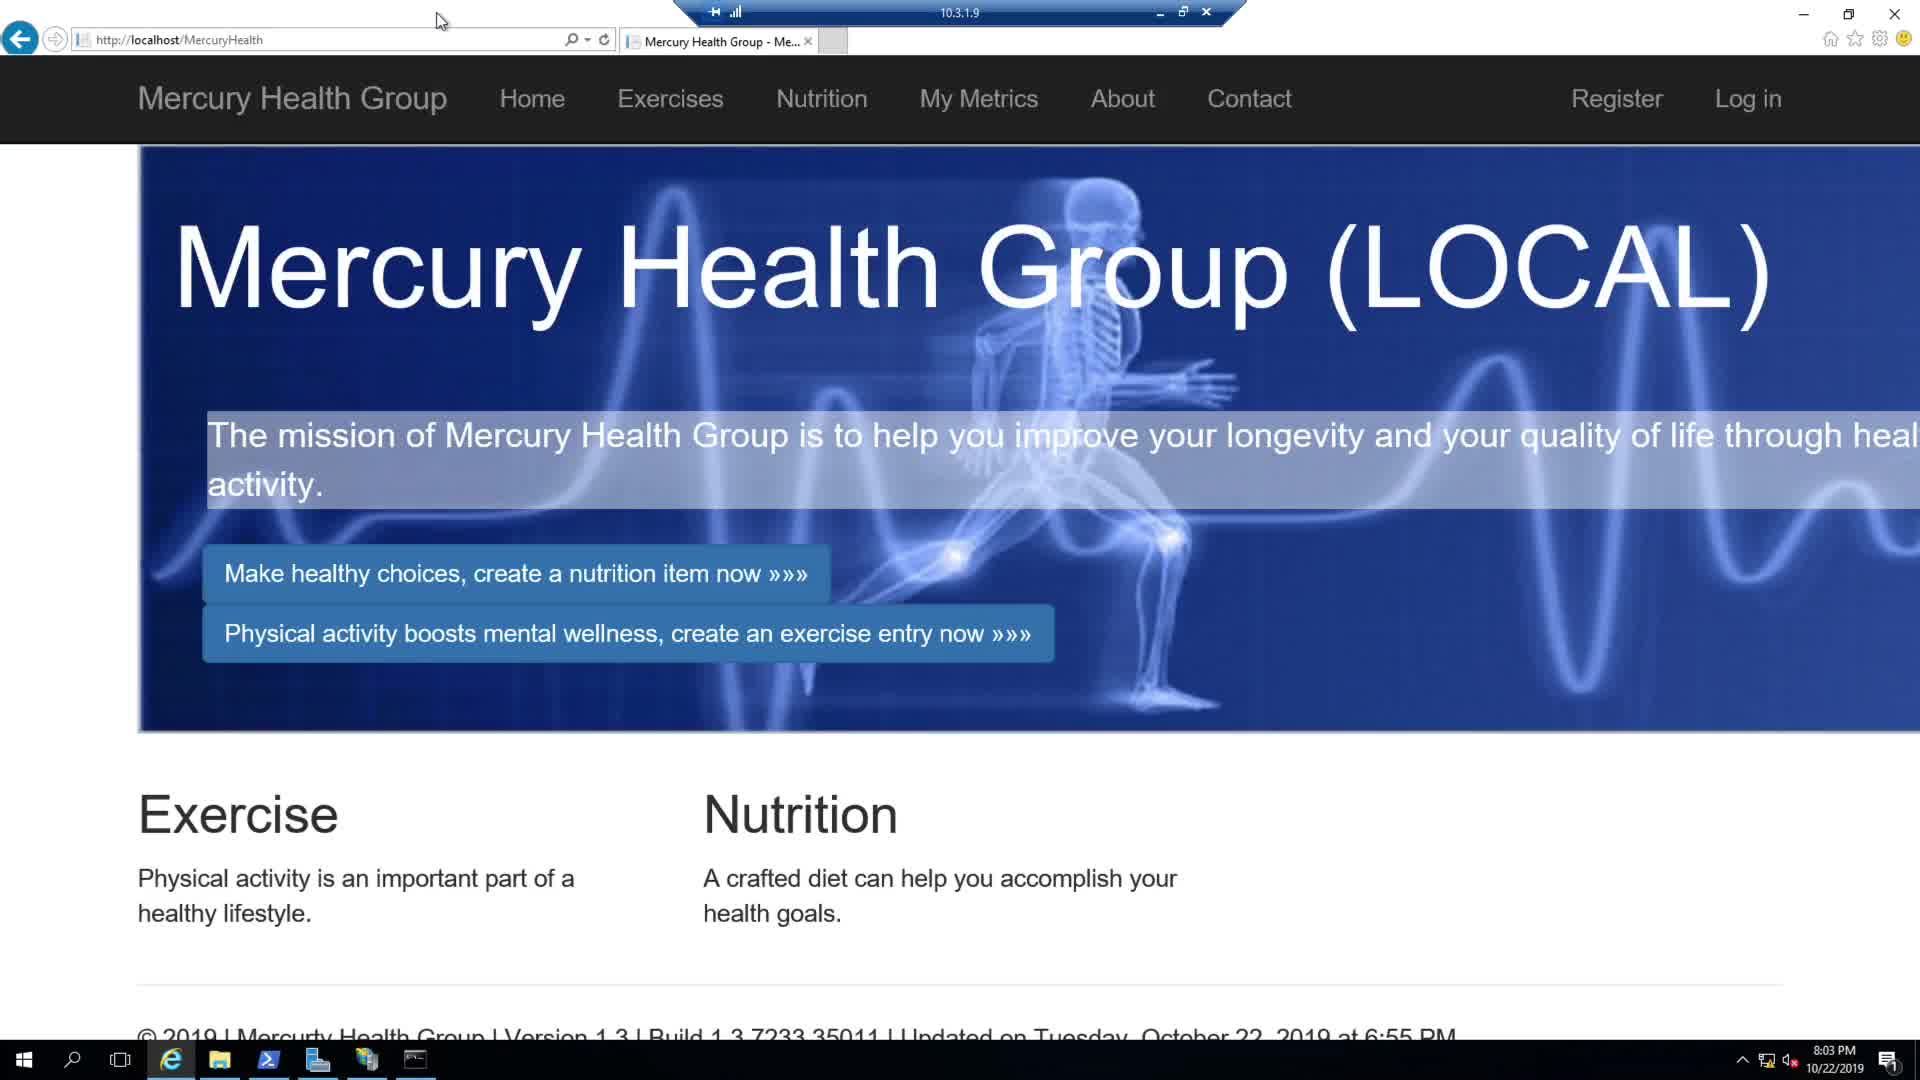 10.3.1.9
http://localhost/MercuryHealth
Mercury Health Group - Me...
Mercury Health Group Home Exercises Nutrition My Metrics About Contact Register Log in
Mercury Health Group (LOCAL)
The mission of Mercury Health Group is to help you improve your longevity and your quality of life through heal
activity.
Make healthy choices, create a nutrition item now »»»
Physical activity boosts mental wellness, create an exercise entry now »»»
Exercise
Physical activity is an important part of a
healthy lifestyle.
Nutrition
A crafted diet can help you accomplish your
health goals.
© 2019 | Mercurty Health Group | Version 1.3 | Build 1.3.7233.35011 | Updated on Tuesday, October 22, 2019 at 6:55 PM
8:03 PM
10/22/2019
1